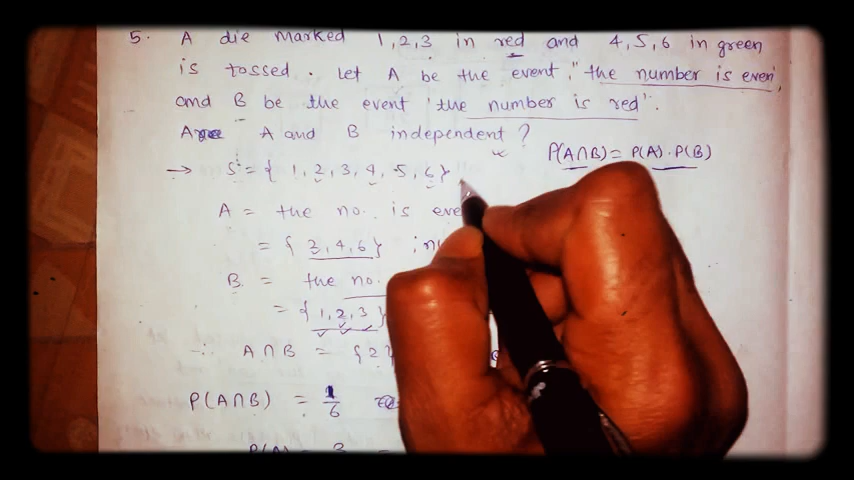 5. A die marked 1,2,3 in red and 4,5,6 in green
is tossed. Let A be the event, "the number is even,
and B be the event "the number is red".
Are A and B independent?
P(A∩B) = P(A).P(B)
→ S = { 1, 2, 3, 4, 5, 6 }
A = the no. is eve
= { 2, 4, 6 }
B = the no.
= { 1, 2, 3 }
∴ A∩B = {2}
P(A∩B) = 1/6